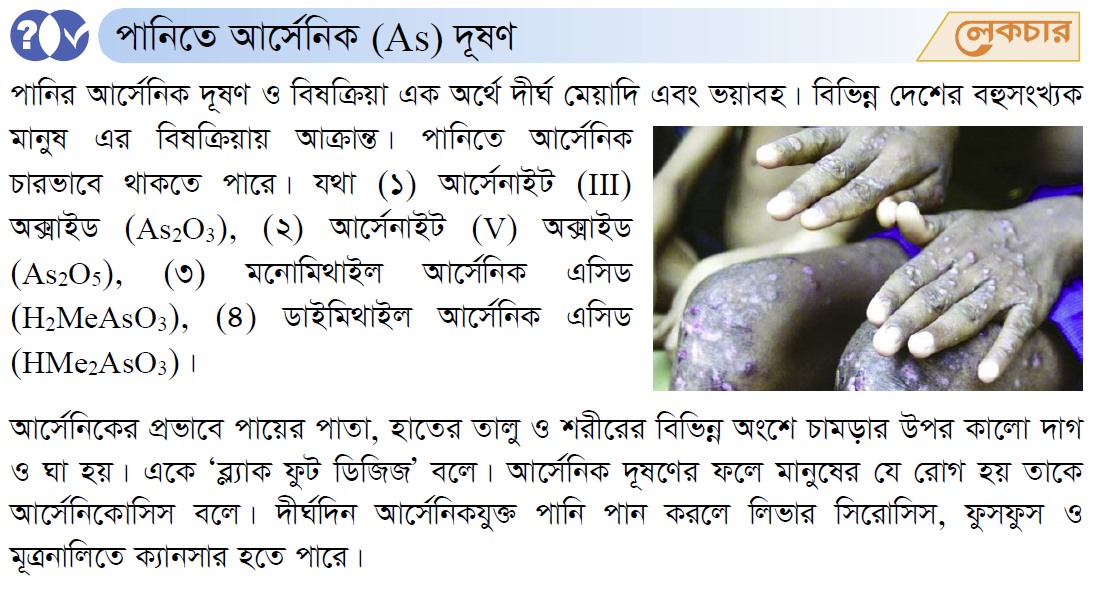 পানিতে আর্সেনিক (As) দূষণ
লেকচার
পানির আর্সেনিক দূষণ ও বিষক্রিয়া এক অর্থে দীর্ঘ মেয়াদি এবং ভয়াবহ। বিভিন্ন দেশের বহুসংখ্যক
মানুষ এর বিষক্রিয়ায় আক্রান্ত। পানিতে আর্সেনিক
চারভাবে থাকতে পারে। যথা (১) আর্সেনাইট (III)
অক্সাইড (As₂O₃), (২) আর্সেনাইট (V) অক্সাইড
(As₂O₅), (৩) মনোমিথাইল আর্সেনিক এসিড
(H₂MeAsO₃), (৪) ডাইমিথাইল আর্সেনিক এসিড
(HMe₂AsO₃)।
আর্সেনিকের প্রভাবে পায়ের পাতা, হাতের তালু ও শরীরের বিভিন্ন অংশে চামড়ার উপর কালো দাগ
ও ঘা হয়। একে ‘ব্ল্যাক ফুট ডিজিজ’ বলে। আর্সেনিক দূষণের ফলে মানুষের যে রোগ হয় তাকে
আর্সেনিকোসিস বলে। দীর্ঘদিন আর্সেনিকযুক্ত পানি পান করলে লিভার সিরোসিস, ফুসফুস ও
মূত্রনালিতে ক্যানসার হতে পারে।